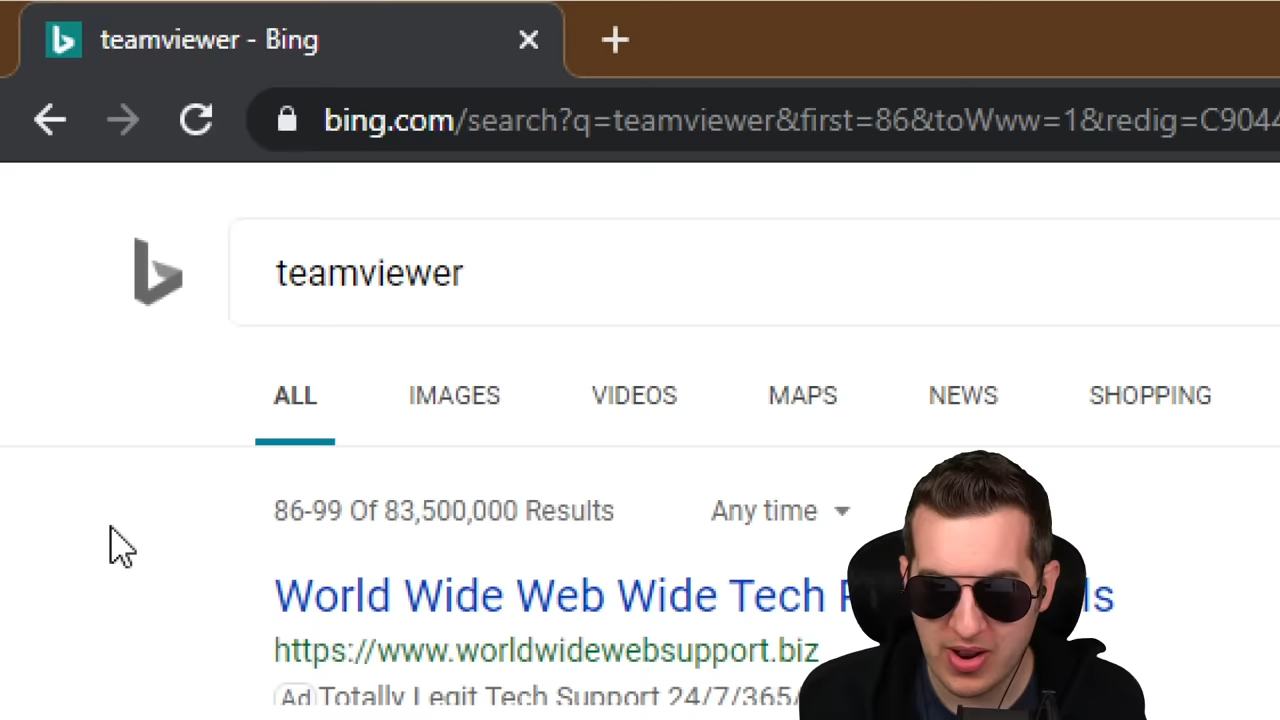 teamviewer - Bing
bing.com/search?q=teamviewer&first=86&toWww=1&redig=C9044
teamviewer
ALL IMAGES VIDEOS MAPS NEWS SHOPPING
86-99 Of 83,500,000 Results Any time
World Wide Web Wide Tech
https://www.worldwidewebsupport.biz
Ad Totally Legit Tech Support 24/7/365/